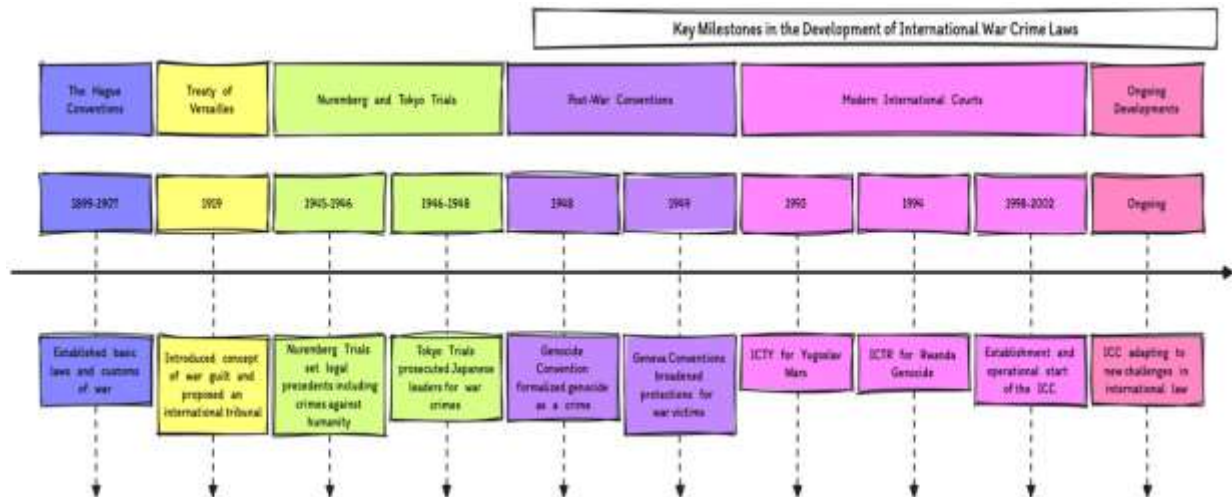 Key Milestones in the Development of International War Crime Laws
The Hague
Conventions
Treaty of
Versailles
Nuremberg and Tokyo Trials
Post-War Conventions
Modern International Courts
Ongoing
Developments
1899-1907
1919
1945-1946
1946-1948
1948
1949
1993
1994
1998-2002
Ongoing
Established basic
laws and customs
of war
Introduced concept
of war guilt and
proposed an
international tribunal
Nuremberg Trials
set legal
precedents including
crimes against
humanity
Tokyo Trials
prosecuted Japanese
leaders for war
crimes
Genocide
Convention
formalized genocide
as a crime
Geneva Conventions
broadened
protections for
war victims
ICTY for Yugoslav
Wars
ICTR for Rwanda
Genocide
Establishment and
operational start
of the ICC
ICC adapting to
new challenges in
international law